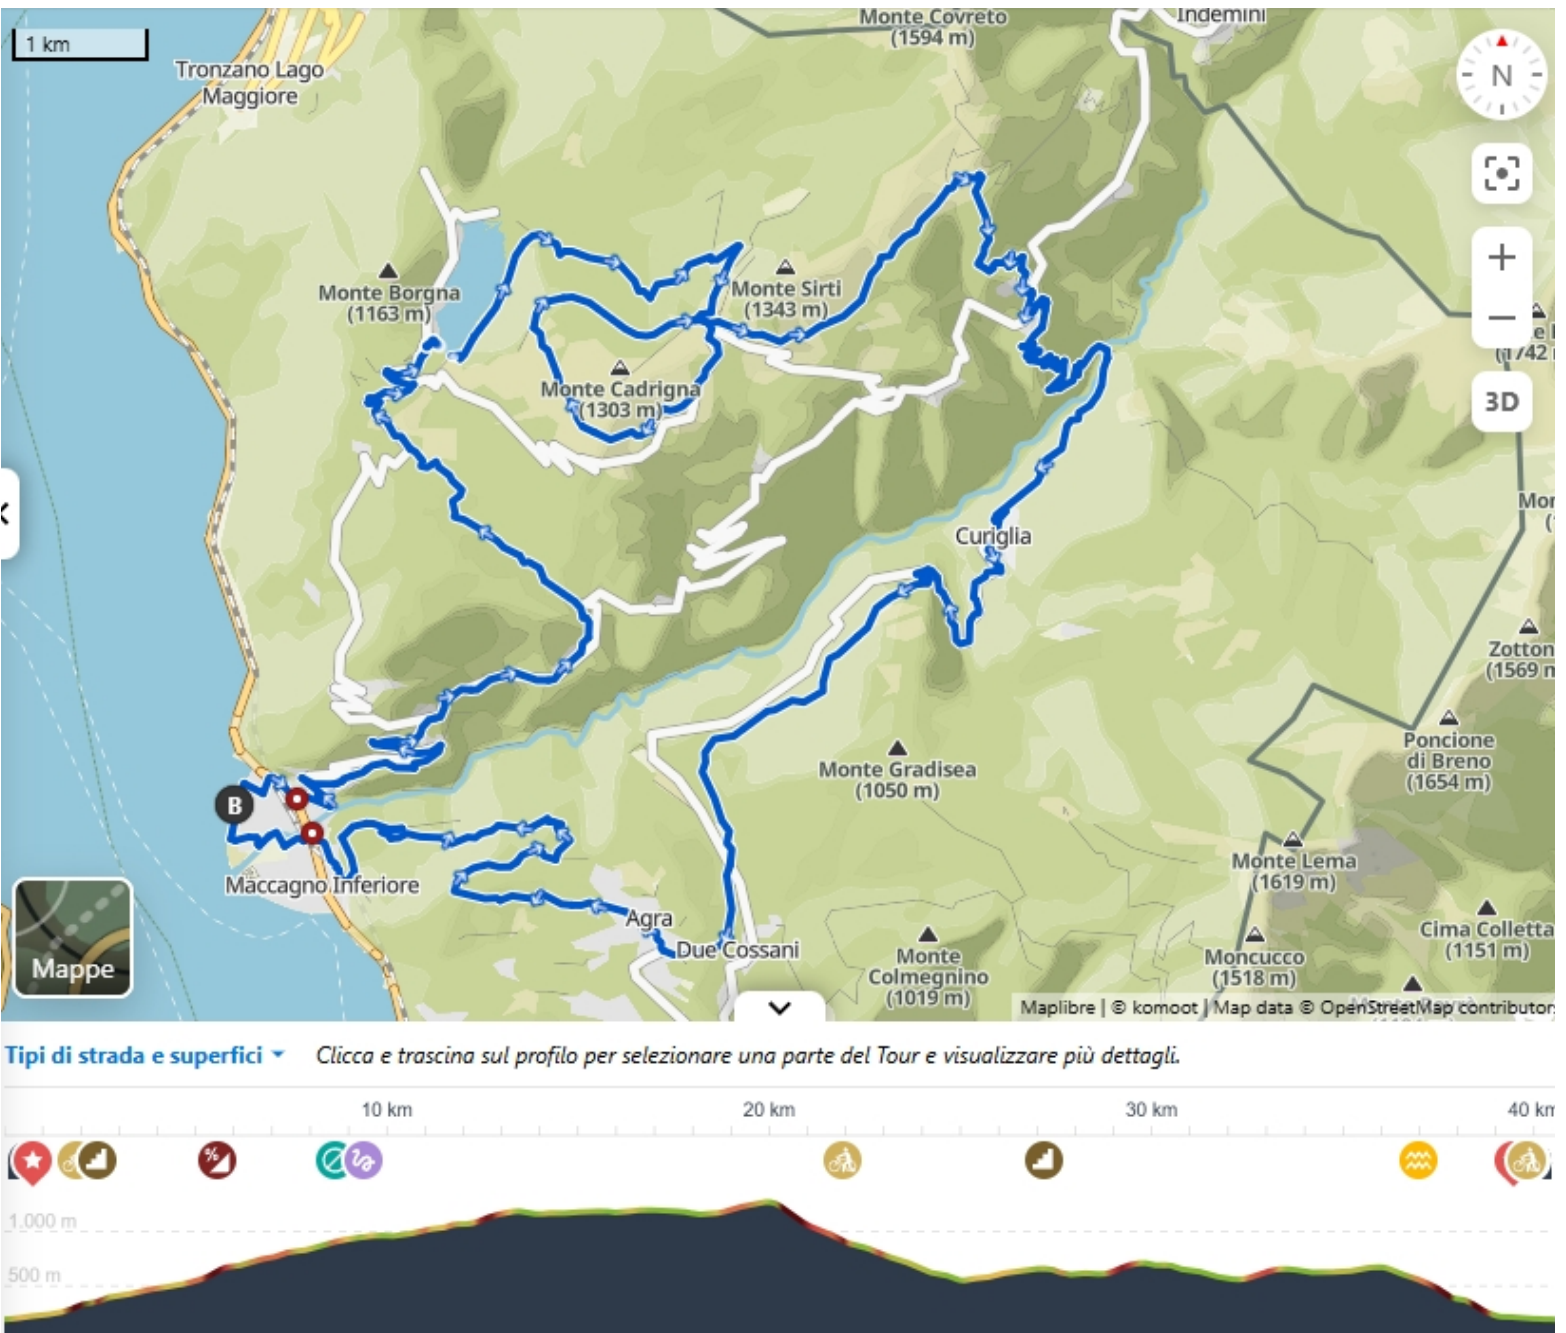 Monte Covreto
(1594 m)
Indemini
1 km
Tronzano Lago
Maggiore
N
Monte Borgna
(1163 m)
Monte Sirti
(1343 m)
Monte Cadrigna
(1303 m)
3D
Curiglia
Zotton
(1569 m
Poncione
di Breno
(1654 m)
Monte Gradisea
(1050 m)
B
Monte Lema
(1619 m)
Maccagno Inferiore
Agra
Due Cossani
Monte
Colmegnino
(1019 m)
Moncucco
(1518 m)
Cima Colletta
(1151 m)
Mappe
Maplibre | © komoot | Map data © OpenStreetMap contributors
Tipi di strada e superfici
Clicca e trascina sul profilo per selezionare una parte del Tour e visualizzare più dettagli.
10 km
20 km
30 km
40 km
%
1.000 m
500 m